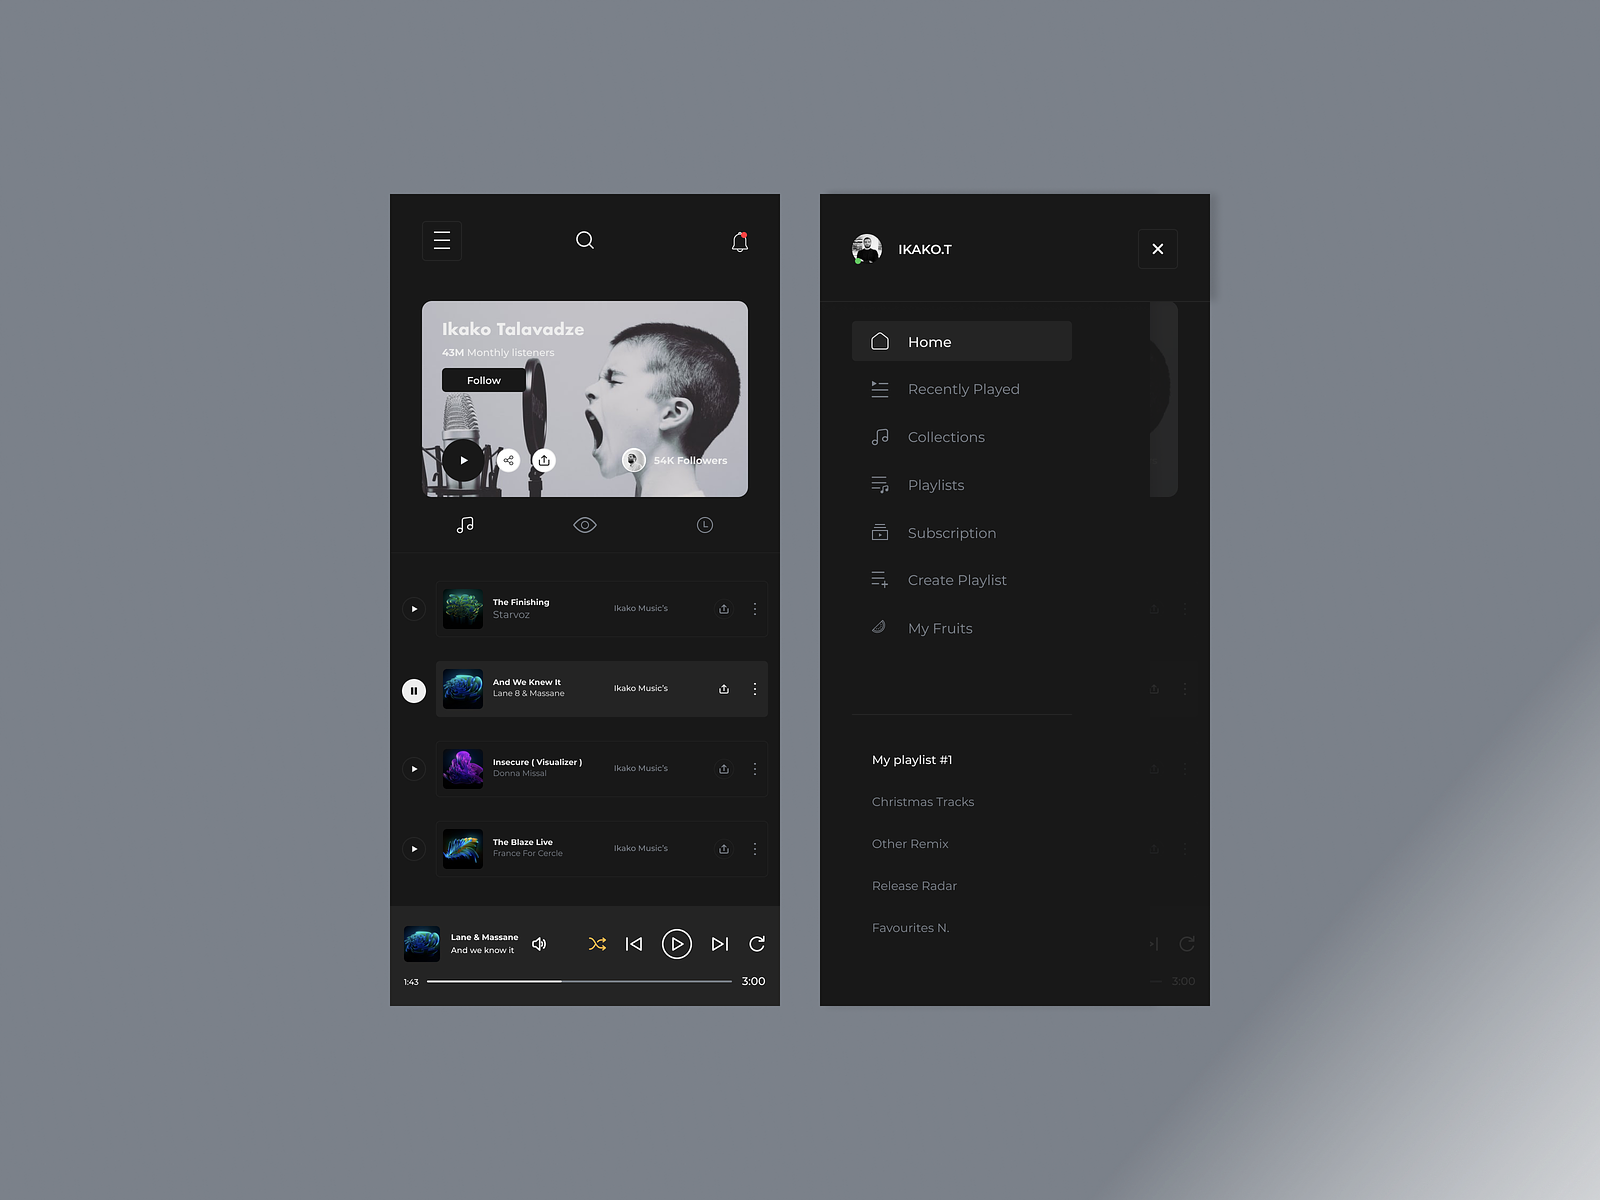 Ikako Talavadze
43M Monthly listeners
Follow
54K Followers
The Finishing
Starvoz
Ikako Music's
And We Knew It
Lane 8 & Massane
Ikako Music's
Insecure ( Visualizer )
Donna Missal
Ikako Music's
The Blaze Live
France For Cercle
Ikako Music's
Lane & Massane
And we know it
1:43
3:00
IKAKO.T
Home
Recently Played
Collections
Playlists
Subscription
Create Playlist
My Fruits
My playlist #1
Christmas Tracks
Other Remix
Release Radar
Favourites N.
3:00